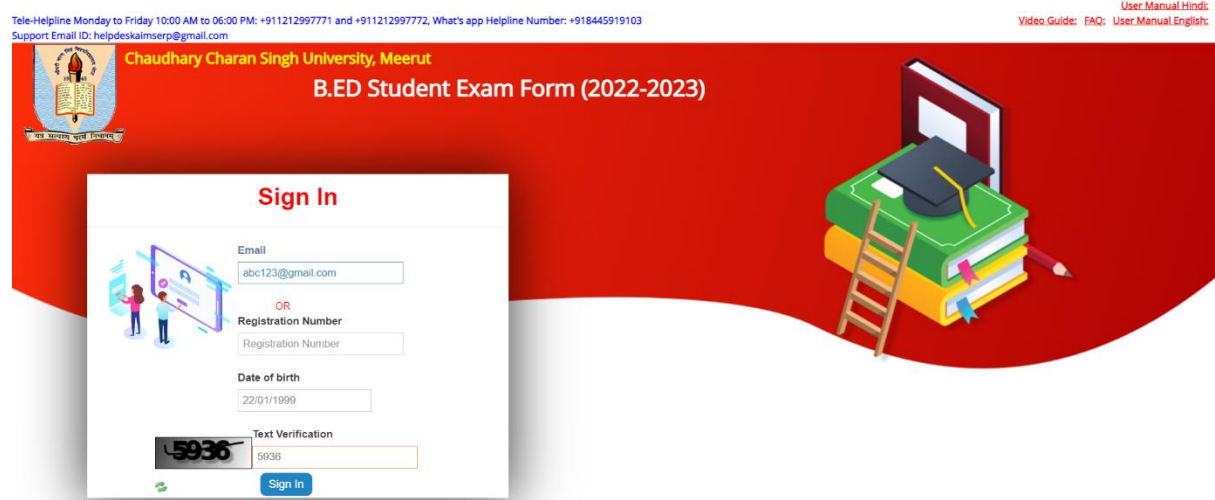 User Manual Hindi:
Tele-Helpline Monday to Friday 10:00 AM to 06:00 PM: +911212997771 and +911212997772, What's app Helpline Number: +918445919103
Video Guide: FAQ: User Manual English:
Support Email ID: helpdeskaimserp@gmail.com
Chaudhary Charan Singh University, Meerut
B.ED Student Exam Form (2022-2023)
Sign In
Email
abc123@gmail.com
OR
Registration Number
Registration Number
Date of birth
22/01/1999
Text Verification
5936
5936
Sign In